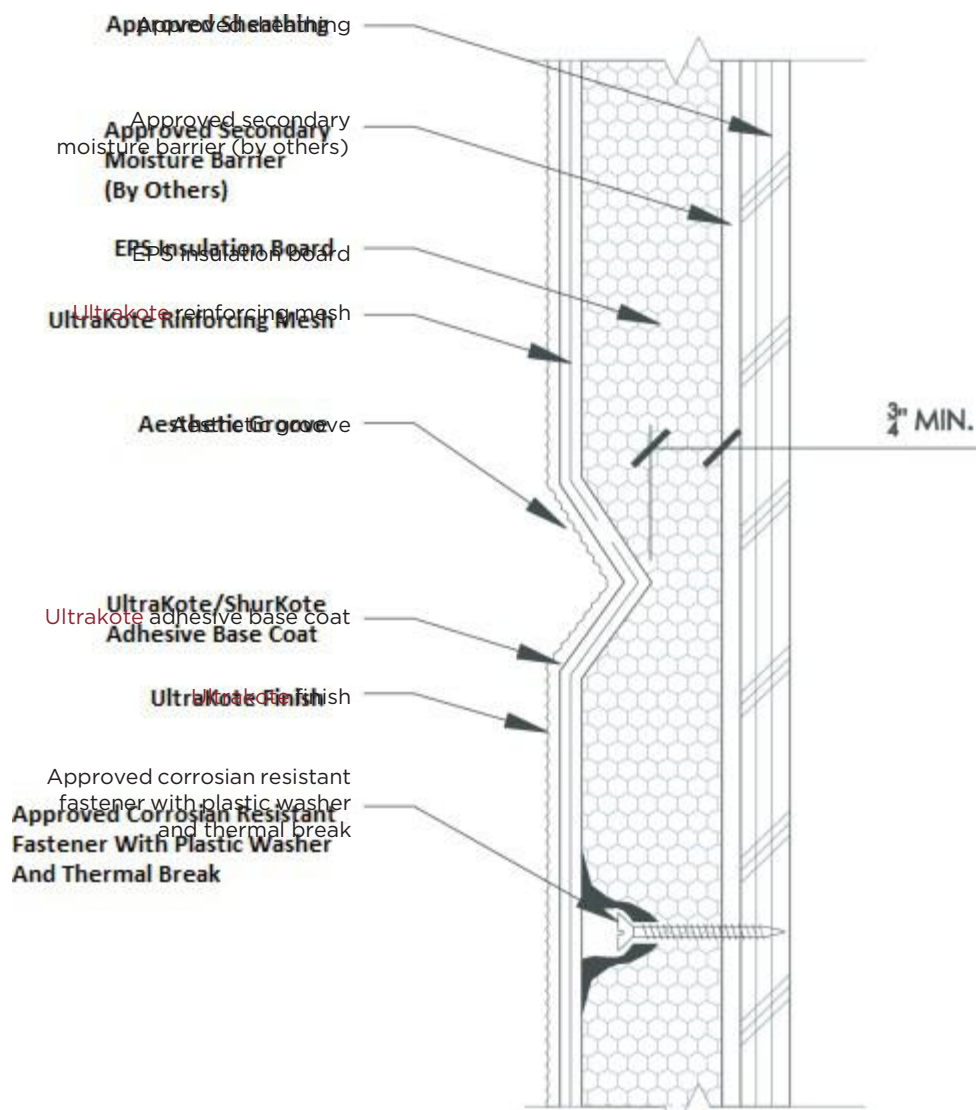 Approved Sheathing
Approved sheathing
Approved secondary
moisture barrier (by others)
Approved Secondary
Moisture Barrier
(By Others)
EPS Insulation Board
EPS insulation board
Ultrakote reinforcing mesh
UltraKote Rinforcing Mesh
Aesthetic Groove
Aesthetic groove
3/4" MIN.
UltraKote/ShurKote
Adhesive Base Coat
Ultrakote adhesive base coat
UltraKote Finish
Ultrakote finish
Approved corrosian resistant
fastener with plastic washer
and thermal break
Approved Corrosian Resistant
Fastener With Plastic Washer
And Thermal Break